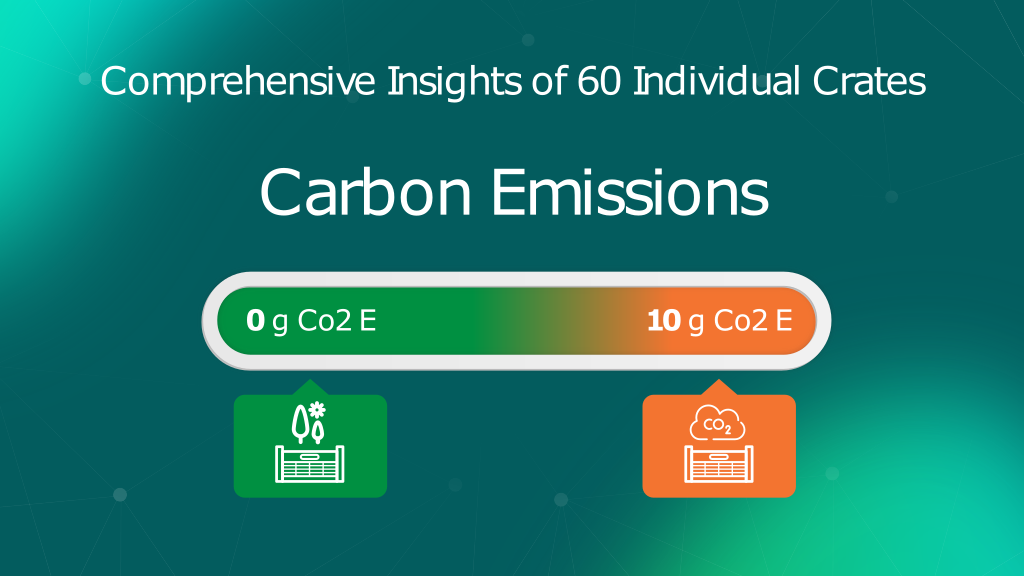 Comprehensive Insights of 60 Individual Crates
Carbon Emissions
0 g Co2 E
10 g Co2 E
CO2